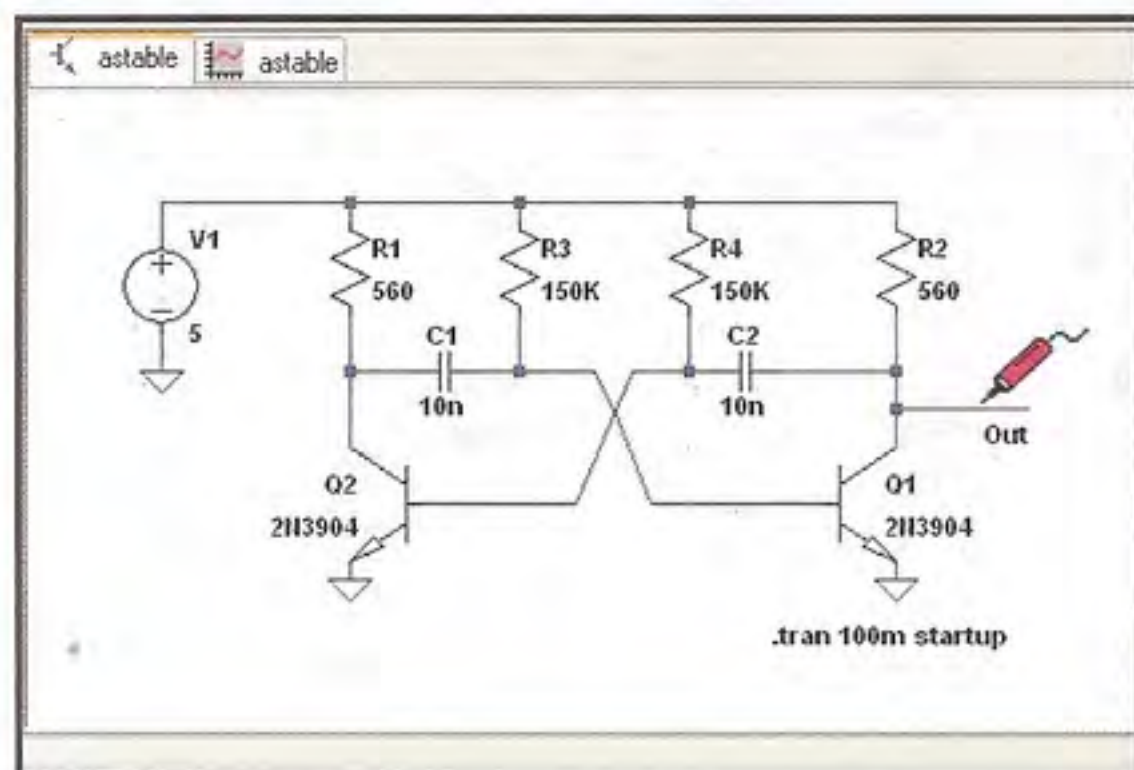 astable astable
V1
5
R1
560
R3
150K
R4
150K
R2
560
C1
10n
C2
10n
Out
Q2
2N3904
Q1
2N3904
.tran 100m startup